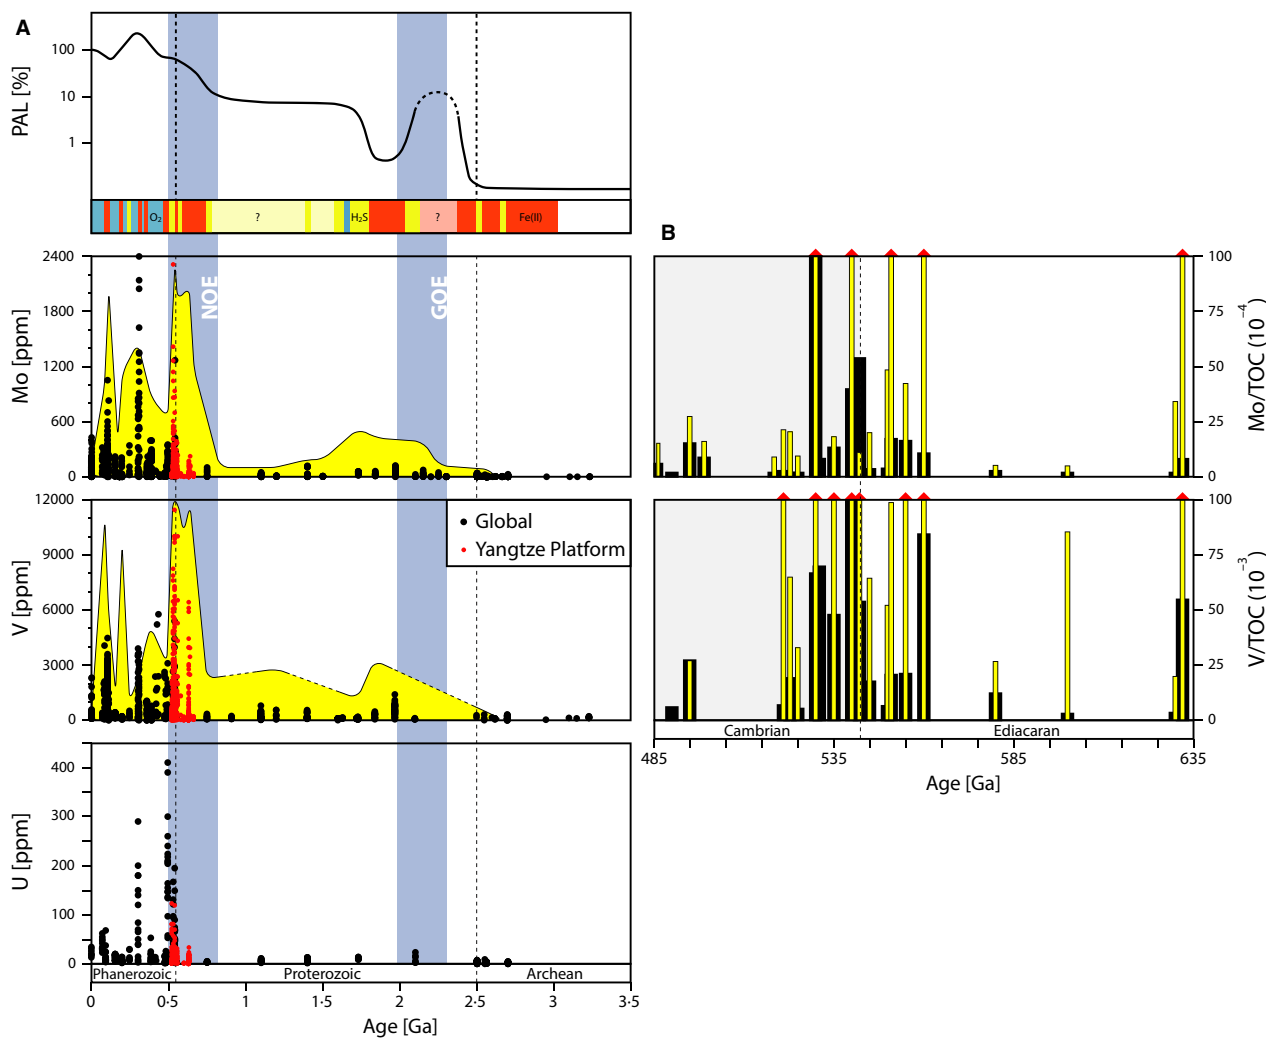 A
PAL [%]
100
10
1
O₂
?
H₂S
?
Fe(II)
NOE
GOE
Mo [ppm]
2400
1800
1200
600
0
V [ppm]
12000
9000
6000
3000
0
Global
Yangtze Platform
U [ppm]
400
300
200
100
0
Phanerozoic
Proterozoic
Archean
0 0·5 1 1·5 2 2·5 3 3·5
Age [Ga]
B
100
75
50
25
0
Mo/TOC (10⁻⁴)
100
75
50
25
0
V/TOC (10⁻³)
Cambrian
Ediacaran
485 535 585 635
Age [Ga]